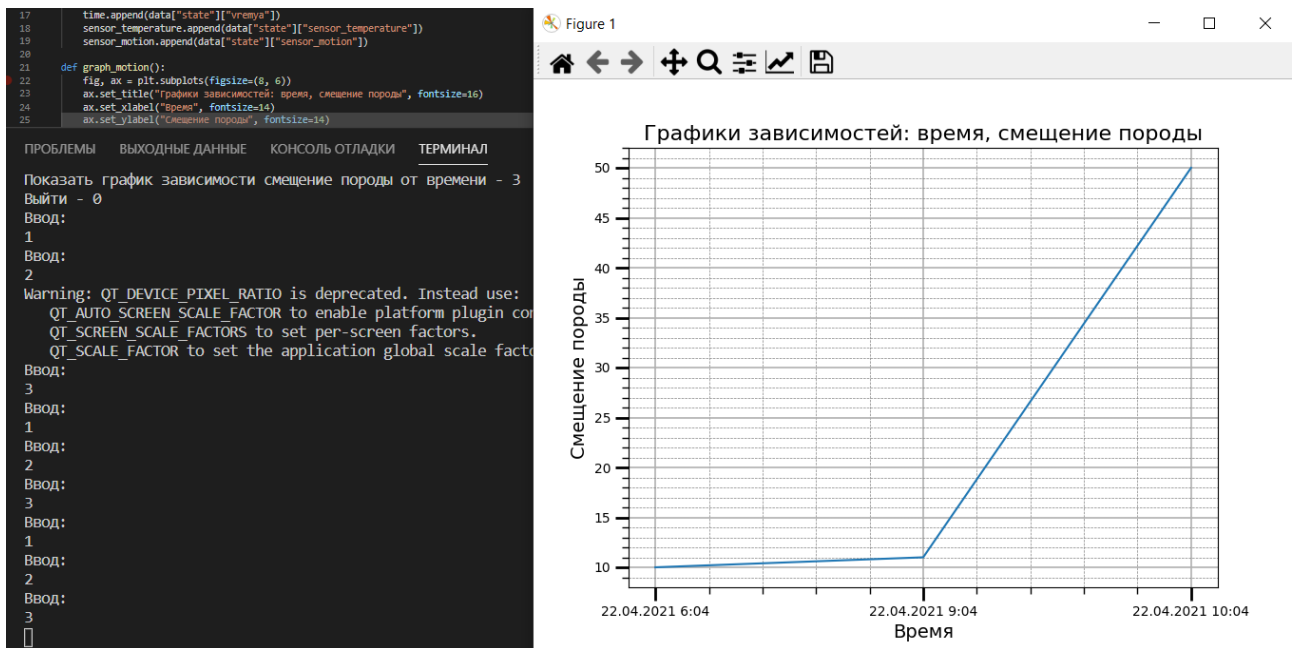 17 time.append(data["state"]["vremya"])
18 sensor_temperature.append(data["state"]["sensor_temperature"])
19 sensor_motion.append(data["state"]["sensor_motion"])
20
21 def graph_motion():
22 fig, ax = plt.subplots(figsize=(8, 6))
23 ax.set_title("Графики зависимостей: время, смещение породы", fontsize=16)
24 ax.set_xlabel("Время", fontsize=14)
25 ax.set_ylabel("Смещение породы", fontsize=14)
ПРОБЛЕМЫ ВЫХОДНЫЕ ДАННЫЕ КОНСОЛЬ ОТЛАДКИ ТЕРМИНАЛ
Показать график зависимости смещение породы от времени - 3
Выйти - 0
Ввод:
1
Ввод:
2
Warning: QT_DEVICE_PIXEL_RATIO is deprecated. Instead use:
QT_AUTO_SCREEN_SCALE_FACTOR to enable platform plugin con
QT_SCREEN_SCALE_FACTORS to set per-screen factors.
QT_SCALE_FACTOR to set the application global scale facto
Ввод:
3
Ввод:
1
Ввод:
2
Ввод:
3
Ввод:
1
Ввод:
2
Ввод:
3
Figure 1
Графики зависимостей: время, смещение породы
50
45
40
35
30
25
20
15
10
Смещение породы
22.04.2021 6:04 22.04.2021 9:04 22.04.2021 10:04
Время